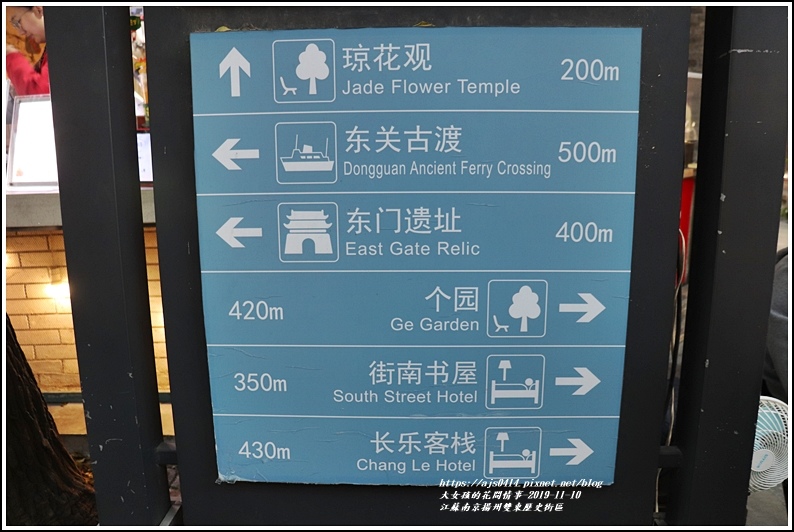 琼花观
Jade Flower Temple
200m
东关古渡
Dongguan Ancient Ferry Crossing
500m
东门遗址
East Gate Relic
400m
420m
个园
Ge Garden
350m
街南书屋
South Street Hotel
430m
长乐客栈
Chang Le Hotel
https://ajs0414.pixnet.net/blog
大女孩的花間情事-2019-11-10
江蘇南京揚州雙東歷史街區